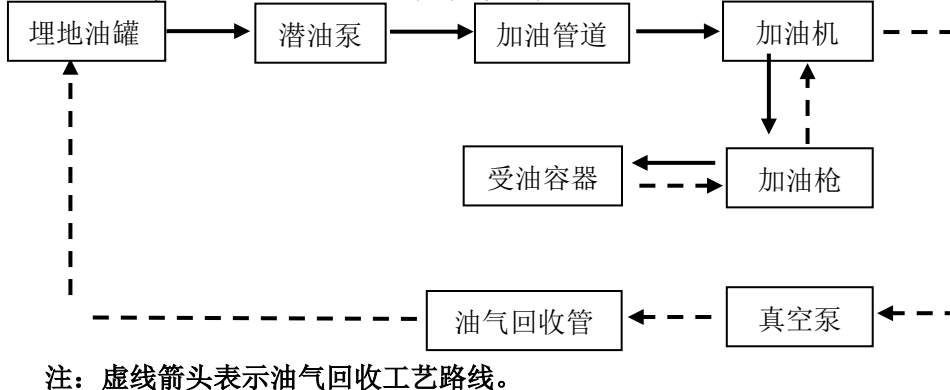 埋地油罐
潜油泵
加油管道
加油机
受油容器
加油枪
油气回收管
真空泵
注：虚线箭头表示油气回收工艺路线。